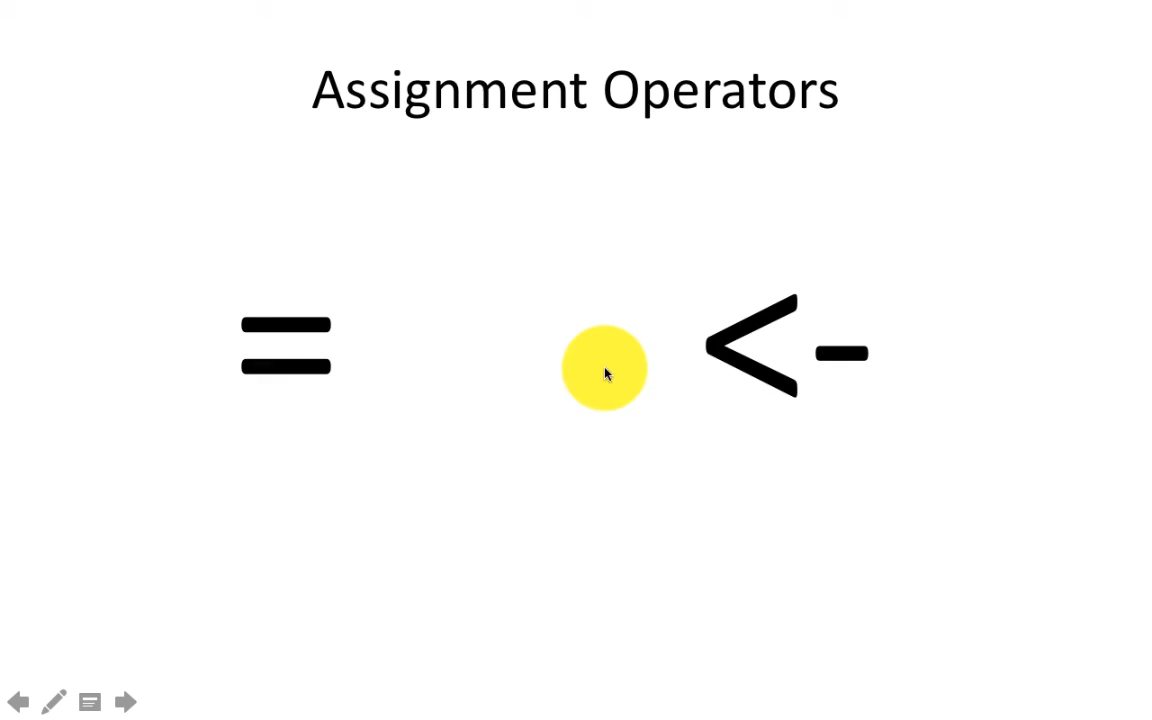 Assignment Operators
= <-